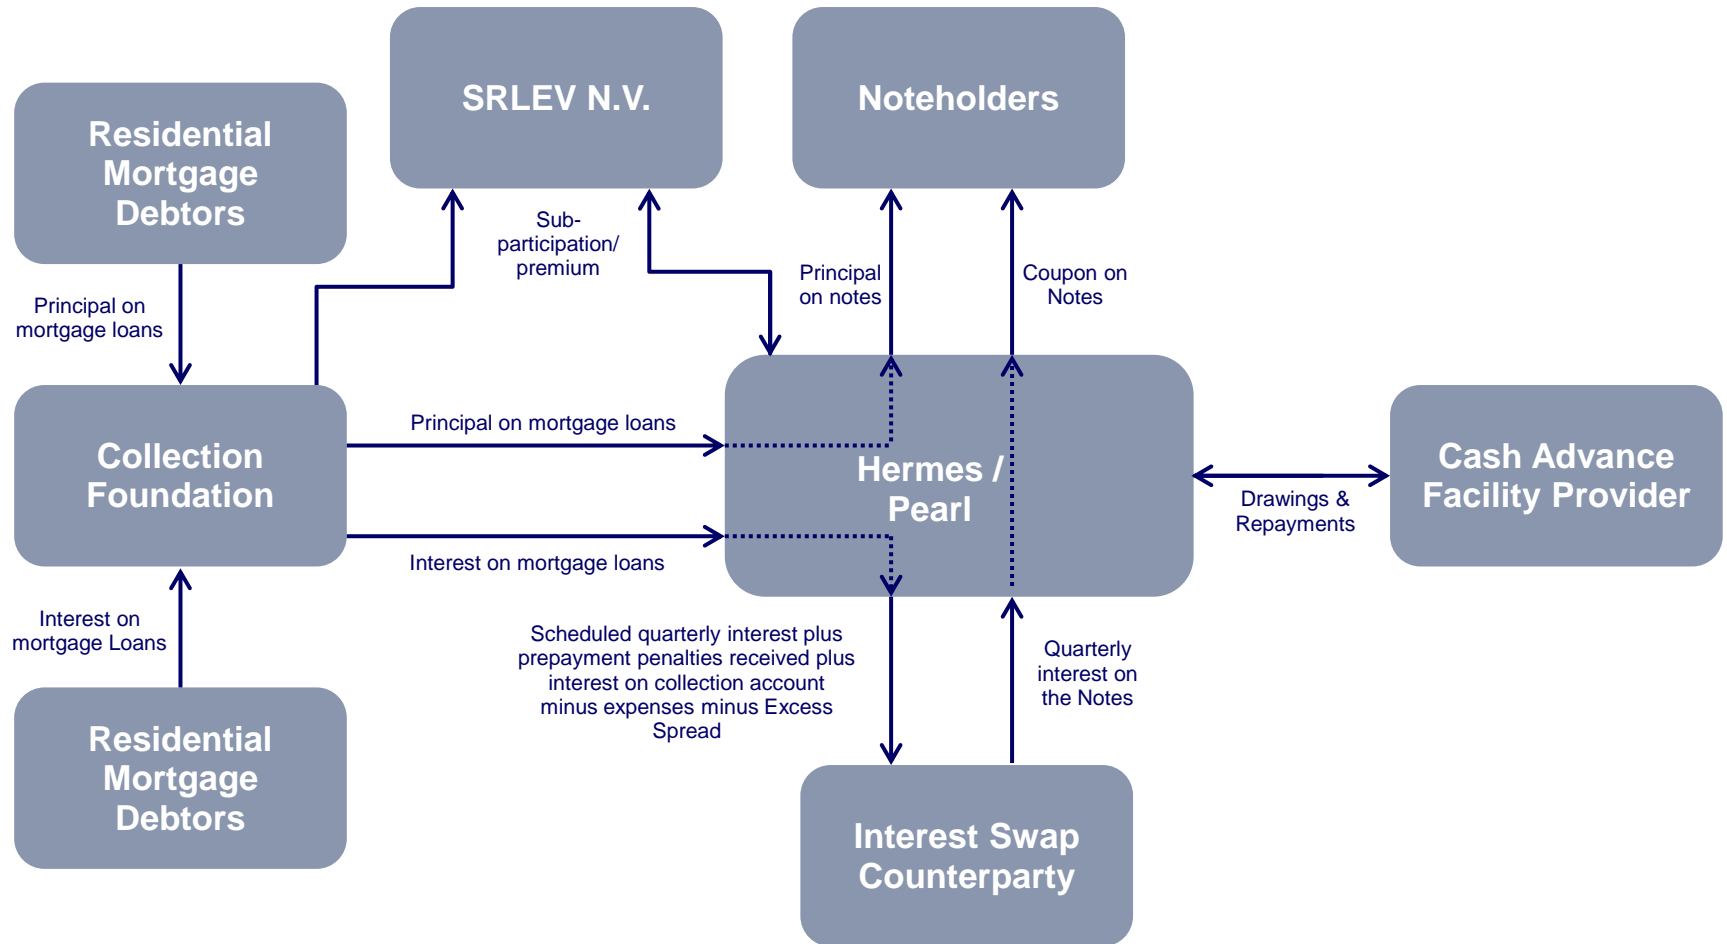 SRLEV N.V.
Noteholders
Residential
Mortgage
Debtors
Sub-
participation/
premium
Principal
on notes
Coupon on
Notes
Principal on
mortgage loans
Collection
Foundation
Principal on mortgage loans
Hermes /
Pearl
Cash Advance
Facility Provider
Drawings &
Repayments
Interest on mortgage loans
Interest on
mortgage Loans
Scheduled quarterly interest plus
prepayment penalties received plus
interest on collection account
minus expenses minus Excess
Spread
Quarterly
interest on
the Notes
Residential
Mortgage
Debtors
Interest Swap
Counterparty